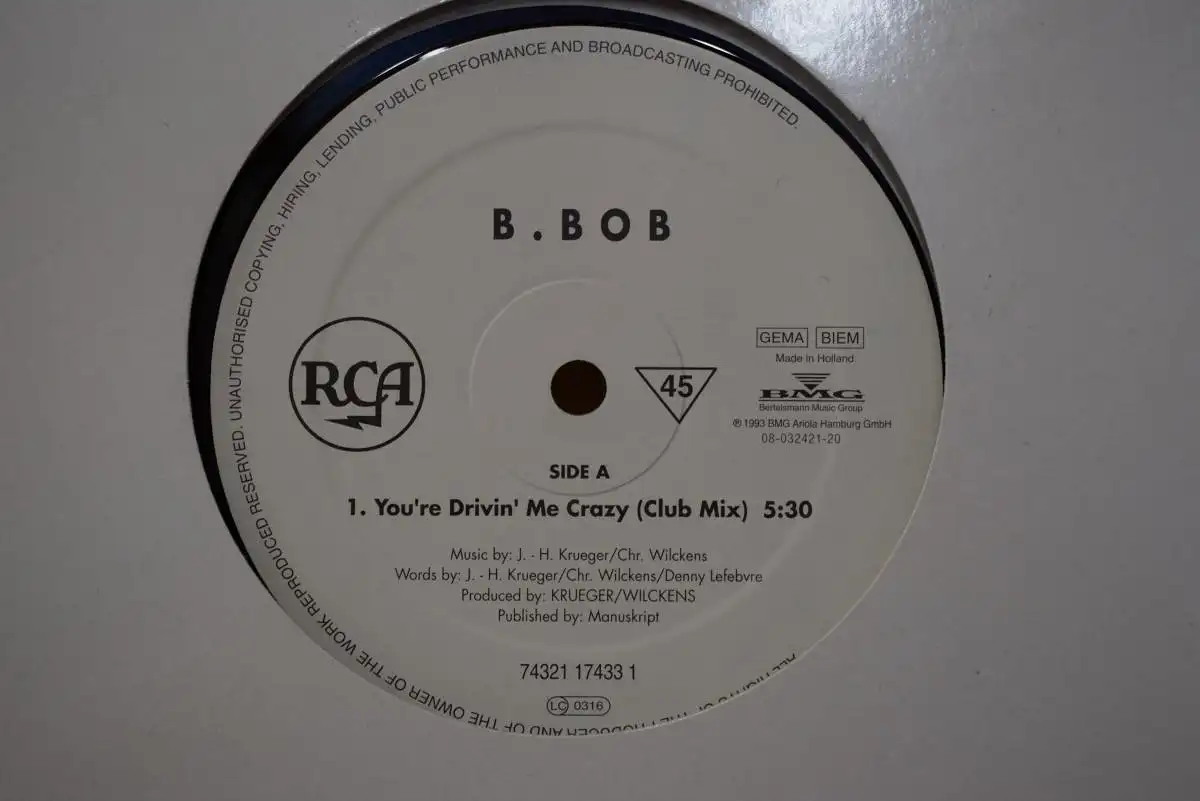 ALL RIGHTS OF THE PRODUCER AND OF THE OWNER OF THE WORK REPRODUCED RESERVED. UNAUTHORISED COPYING, HIRING, LENDING, PUBLIC PERFORMANCE AND BROADCASTING PROHIBITED.
B.BOB
RCA
45
GEMA BIEM
Made in Holland
BMG
Bertelsmann Music Group
℗ 1993 BMG Ariola Hamburg GmbH
08-032421-20
SIDE A
1. You're Drivin' Me Crazy (Club Mix) 5:30
Music by: J. - H. Krueger/Chr. Wilckens
Words by: J. - H. Krueger/Chr. Wilckens/Denny Lefebvre
Produced by: KRUEGER/WILCKENS
Published by: Manuskript
74321 17433 1
LC 0316